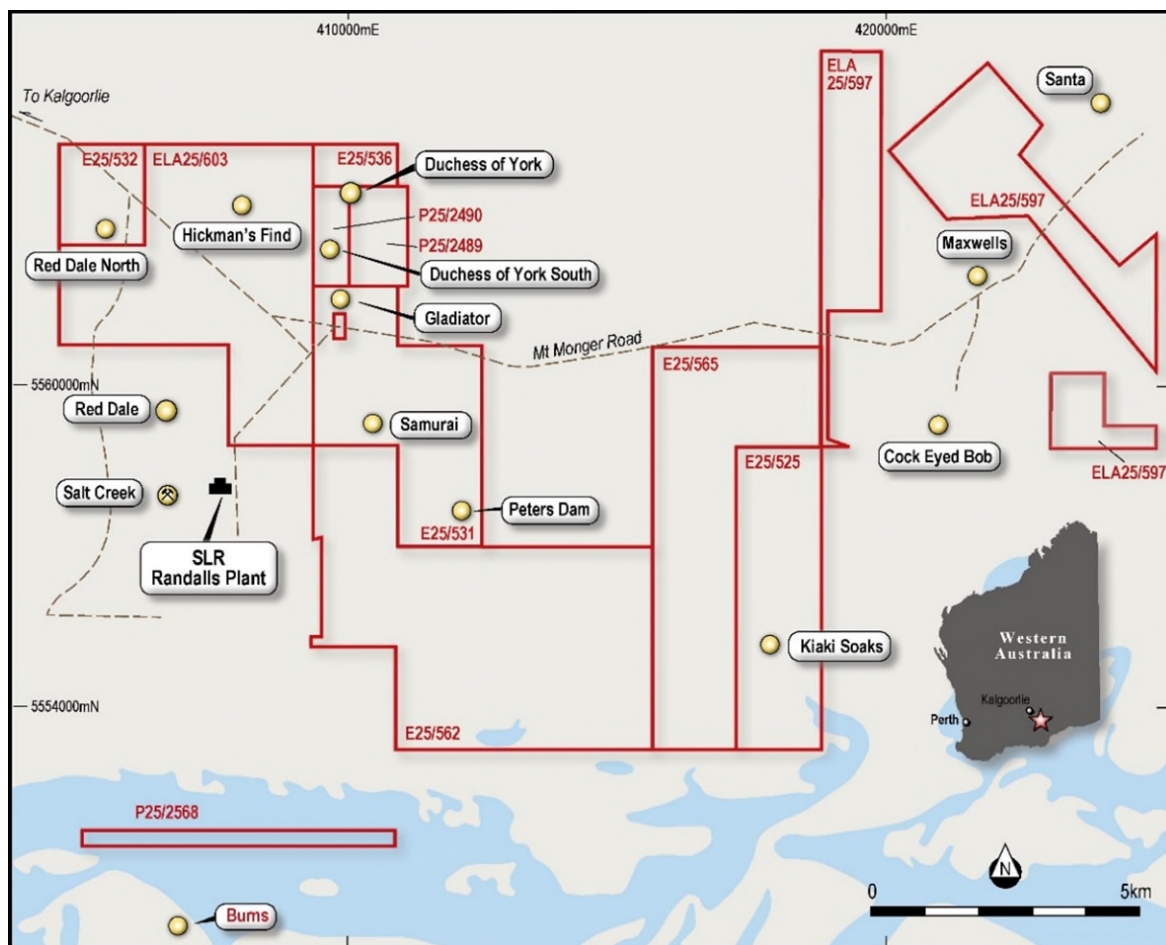 410000mE
420000mE
To Kalgoorlie
ELA
25/597
Santa
E25/532
ELA25/603
E25/536
Duchess of York
P25/2490
P25/2489
ELA25/597
Hickman's Find
Red Dale North
Duchess of York South
Maxwells
Gladiator
Mt Monger Road
E25/565
5560000mN
Red Dale
Samurai
Cock Eyed Bob
E25/525
ELA25/597
Salt Creek
Peters Dam
E25/531
SLR
Randalls Plant
Kiaki Soaks
Western
Australia
Kalgoorlie
Perth
5554000mN
E25/562
P25/2568
N
0
5km
Burns